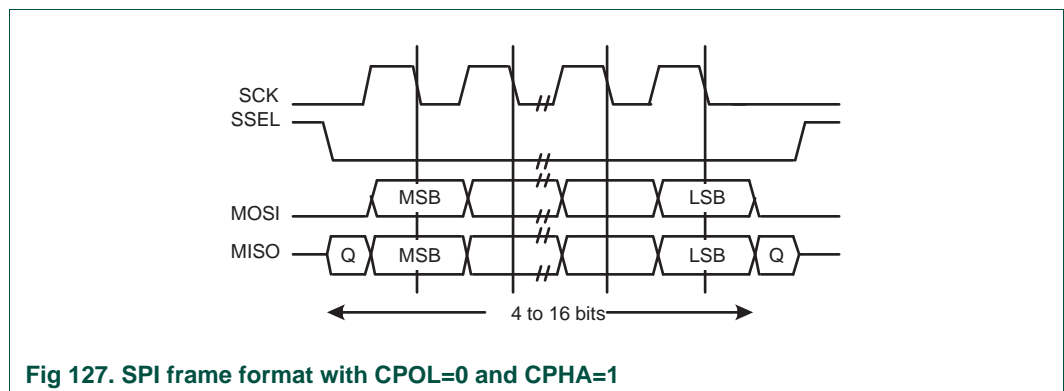 SCK
SSEL
MOSI
MSB
LSB
MISO
Q
MSB
LSB
Q
4 to 16 bits
Fig 127. SPI frame format with CPOL=0 and CPHA=1